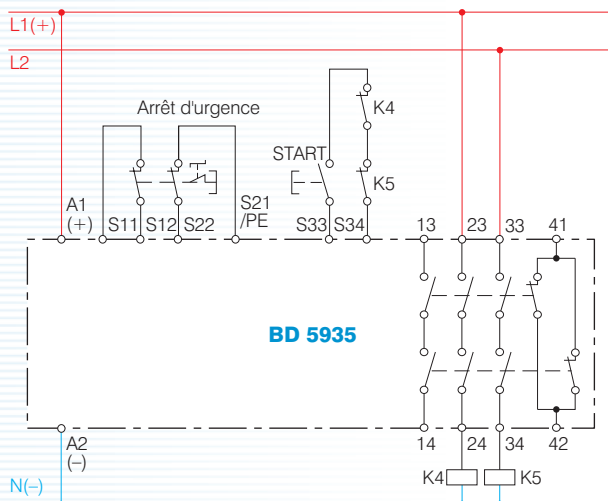 L1(+)
L2
Arrêt d'urgence
K4
START
K5
A1
(+)
S11
S12
S22
S21
/PE
S33
S34
13
23
33
41
BD 5935
A2
(–)
14
24
34
42
K4
K5
N(–)